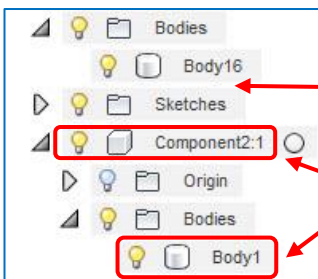 Bodies
Body16
Sketches
Component2:1
Origin
Bodies
Body1